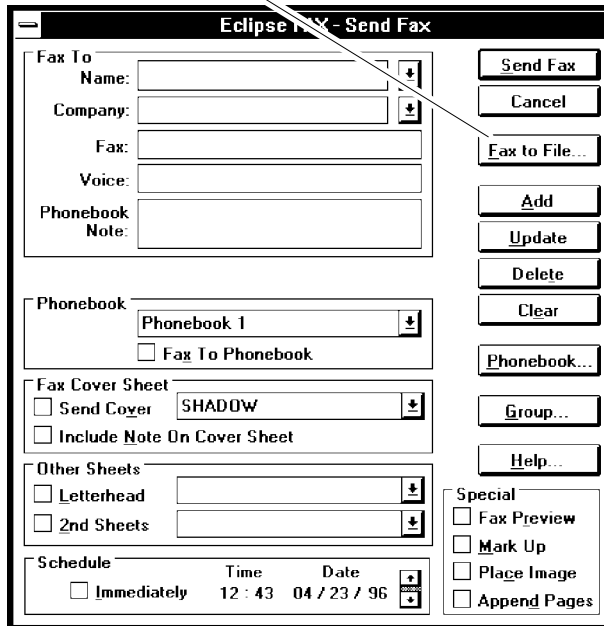 Eclipse FAX - Send Fax
Fax To
Name:
Company:
Fax:
Voice:
Phonebook
Note:
Send Fax
Cancel
Fax to File...
Add
Update
Delete
Clear
Phonebook...
Group...
Help...
Phonebook
Phonebook 1
Fax To Phonebook
Fax Cover Sheet
Send Cover
SHADOW
Include Note On Cover Sheet
Other Sheets
Letterhead
2nd Sheets
Schedule
Immediately
Time
Date
12 : 43
04 / 23 / 96
Special
Fax Preview
Mark Up
Place Image
Append Pages